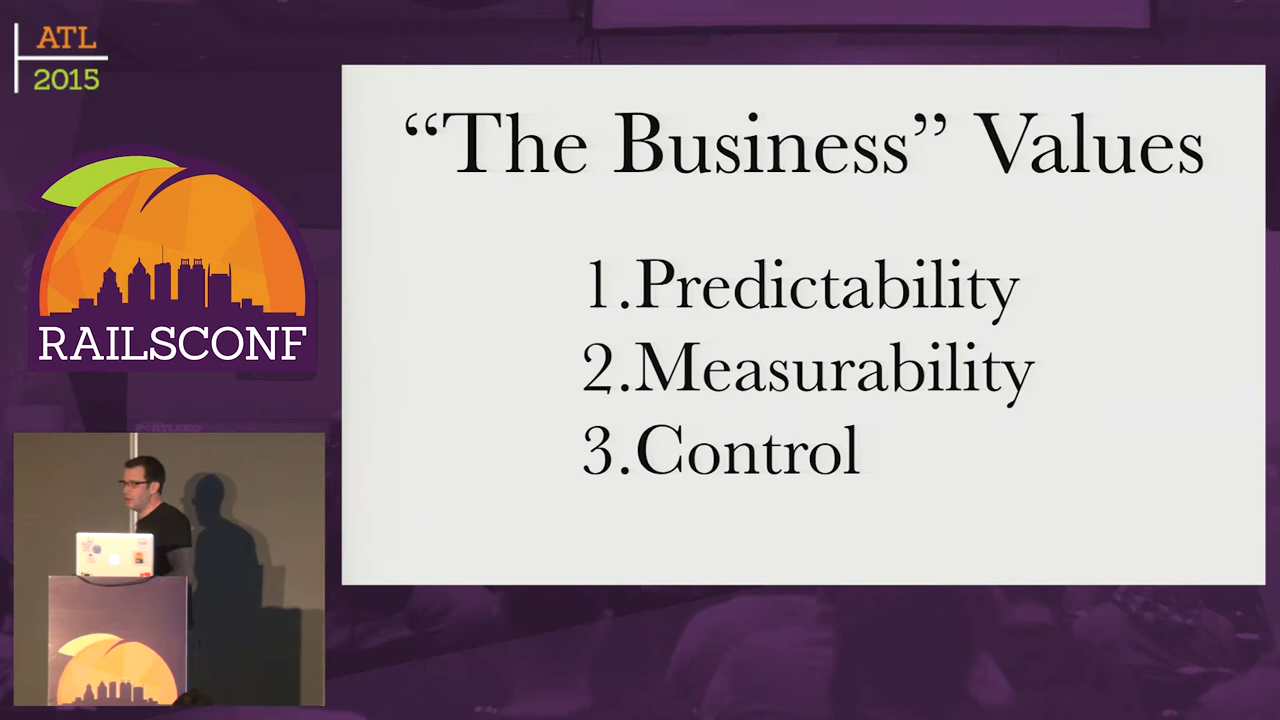 ATL
2015
RAILSCONF
“The Business” Values
1.Predictability
2.Measurability
3.Control